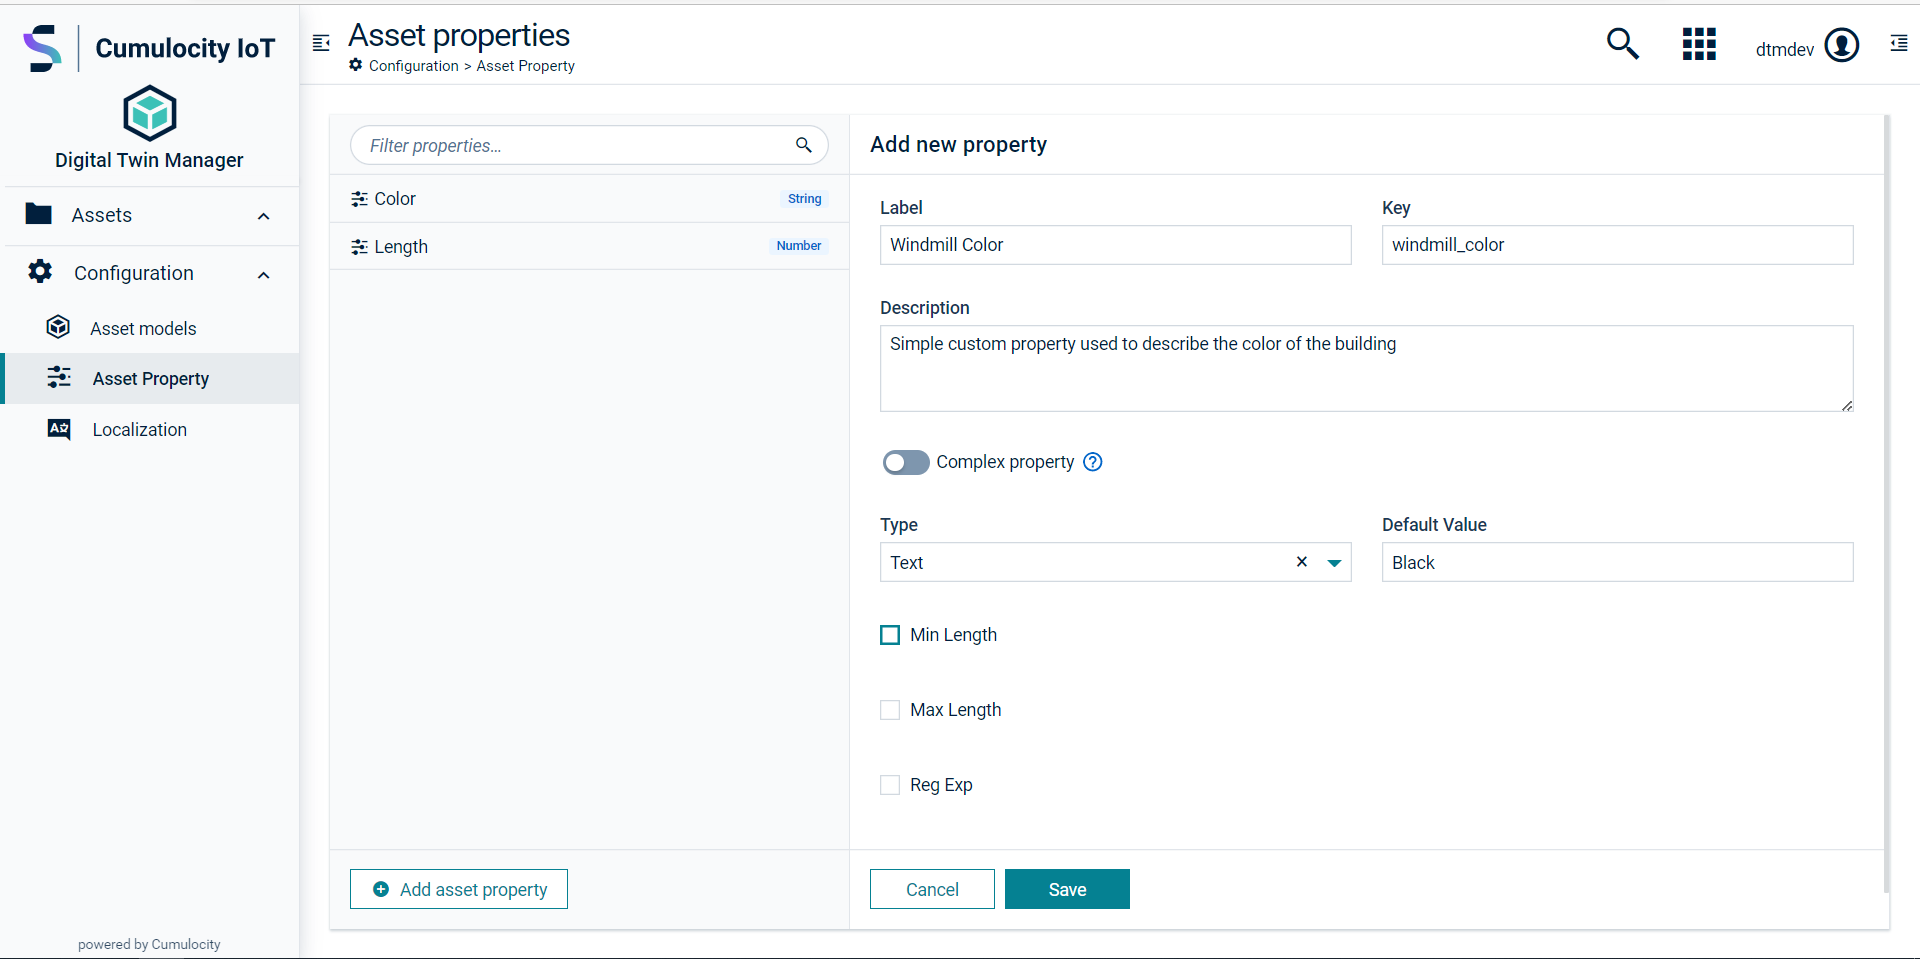 Cumulocity IoT
Digital Twin Manager
Assets
Configuration
Asset models
Asset Property
Localization
powered by Cumulocity
Asset properties
Configuration > Asset Property
dtmdev
Filter properties...
Color String
Length Number
Add asset property
Add new property
Label Key
Windmill Color windmill_color
Description
Simple custom property used to describe the color of the building
Complex property ?
Type Default Value
Text Black
Min Length
Max Length
Reg Exp
Cancel Save